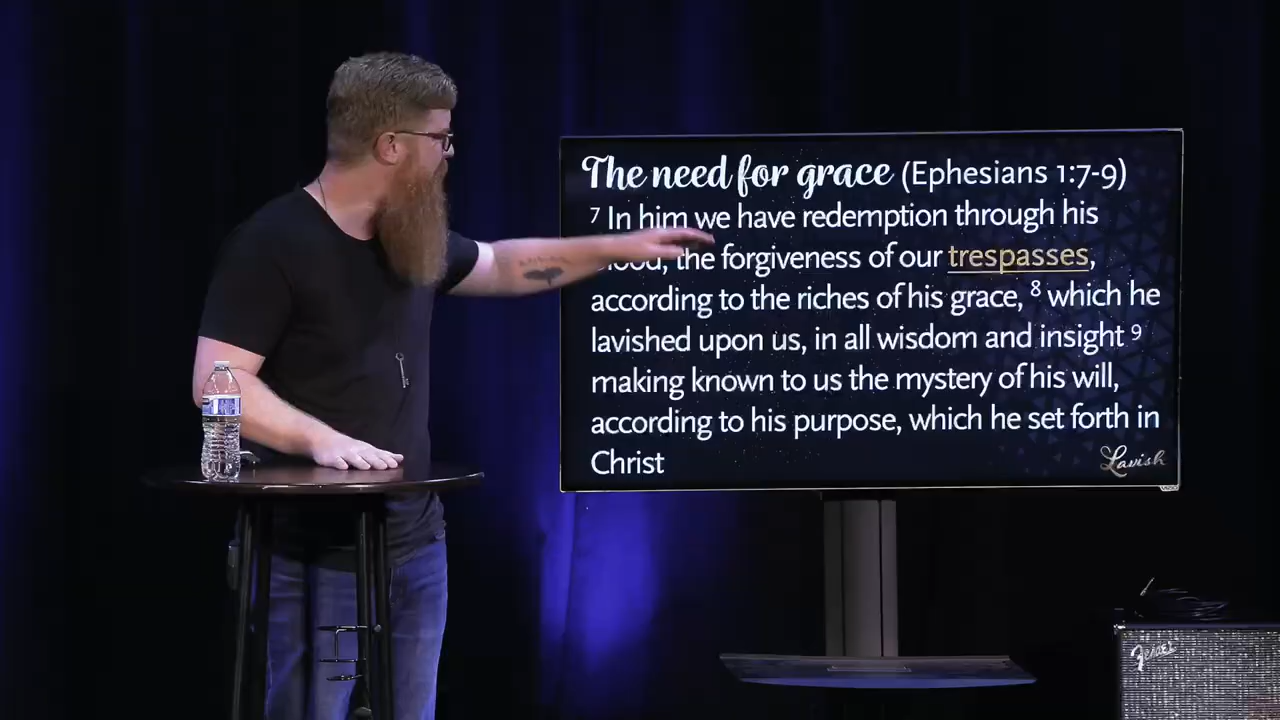 The need for grace (Ephesians 1:7-9)
7 In him we have redemption through his
the forgiveness of our trespasses,
according to the riches of his grace, 8 which he
lavished upon us, in all wisdom and insight 9
making known to us the mystery of his will,
according to his purpose, which he set forth in
Christ
Lavish
VIZIO
Fender